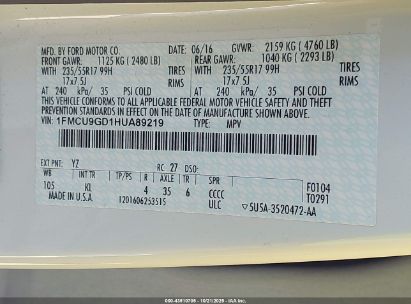 MFD. BY FORD MOTOR CO. 06/16 GVWR: 2159 KG ( 4760 LB)
FRONT GAWR: 1125 KG ( 2480 LB) REAR GAWR: 1040 KG ( 2293 LB)
WITH 235/55R17 99H TIRES WITH 235/55R17 99H TIRES
17x7.5J RIMS 17x7.5J RIMS
AT 240 kPa/ 35 PSI COLD AT 240 kPa/ 35 PSI COLD
THIS VEHICLE CONFORMS TO ALL APPLICABLE FEDERAL MOTOR VEHICLE SAFETY, BUMPER, AND THEFT
PREVENTION STANDARDS IN EFFECT ON THE DATE OF MANUFACTURE SHOWN ABOVE.
VIN: 1FMCU9GD1HUA89219 TYPE: MPV
EXT PNT: YZ RC: 27 DSO:
WB INT TR TP/PS R AXLE TR SPR F0104
105 KL 4 35 6 CCCC T0291
MADE IN U.S.A. 1201606253515 ULC 5U5A-3520472-AA
000-43510706 - 10/21/2025 - IAAI